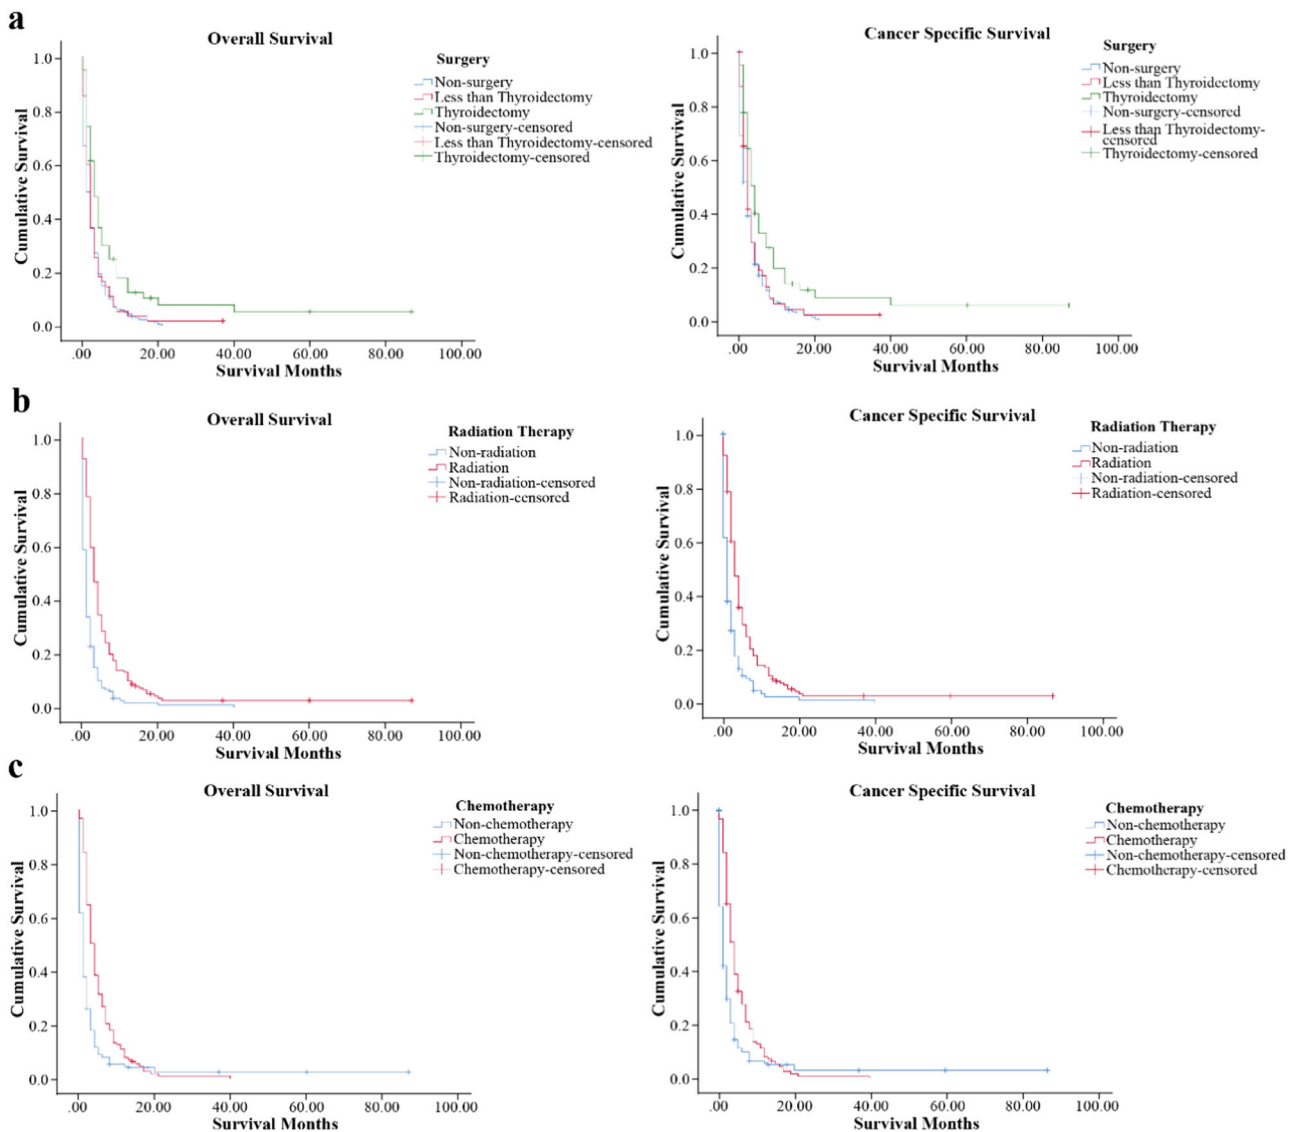 a
Overall Survival
Cumulative Survival
1.0
0.8
0.6
0.4
0.2
0.0
.00 20.00 40.00 60.00 80.00 100.00
Survival Months
Surgery
Non-surgery
Less than Thyroidectomy
Thyroidectomy
Non-surgery-censored
Less than Thyroidectomy-censored
Thyroidectomy-censored
Cancer Specific Survival
Cumulative Survival
1.0
0.8
0.6
0.4
0.2
0.0
.00 20.00 40.00 60.00 80.00 100.00
Survival Months
Surgery
Non-surgery
Less than Thyroidectomy
Thyroidectomy
Non-surgery-censored
Less than Thyroidectomy-
censored
Thyroidectomy-censored
b
Overall Survival
Cumulative Survival
1.0
0.8
0.6
0.4
0.2
0.0
.00 20.00 40.00 60.00 80.00 100.00
Survival Months
Radiation Therapy
Non-radiation
Radiation
Non-radiation-censored
Radiation-censored
Cancer Specific Survival
Cumulative Survival
1.0
0.8
0.6
0.4
0.2
0.0
.00 20.00 40.00 60.00 80.00 100.00
Survival Months
Radiation Therapy
Non-radiation
Radiation
Non-radiation-censored
Radiation-censored
c
Overall Survival
Cumulative Survival
1.0
0.8
0.6
0.4
0.2
0.0
.00 20.00 40.00 60.00 80.00 100.00
Survival Months
Chemotherapy
Non-chemotherapy
Chemotherapy
Non-chemotherapy-censored
Chemotherapy-censored
Cancer Specific Survival
Cumulative Survival
1.0
0.8
0.6
0.4
0.2
0.0
.00 20.00 40.00 60.00 80.00 100.00
Survival Months
Chemotherapy
Non-chemotherapy
Chemotherapy
Non-chemotherapy-censored
Chemotherapy-censored